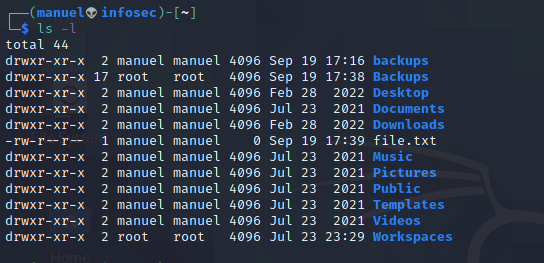 ┌──(manuel👽infosec)-[~]
└─$ ls -l
total 44
drwxr-xr-x  2 manuel manuel 4096 Sep 19 17:16 backups
drwxr-xr-x 17 root   root   4096 Sep 19 17:38 Backups
drwxr-xr-x  2 manuel manuel 4096 Feb 28  2022 Desktop
drwxr-xr-x  2 manuel manuel 4096 Jul 23  2021 Documents
drwxr-xr-x  2 manuel manuel 4096 Feb 28  2022 Downloads
-rw-r--r--  1 manuel manuel    0 Sep 19 17:39 file.txt
drwxr-xr-x  2 manuel manuel 4096 Jul 23  2021 Music
drwxr-xr-x  2 manuel manuel 4096 Jul 23  2021 Pictures
drwxr-xr-x  2 manuel manuel 4096 Jul 23  2021 Public
drwxr-xr-x  2 manuel manuel 4096 Jul 23  2021 Templates
drwxr-xr-x  2 manuel manuel 4096 Jul 23  2021 Videos
drwxr-xr-x  2 root   root   4096 Jul 23 23:29 Workspaces
Home